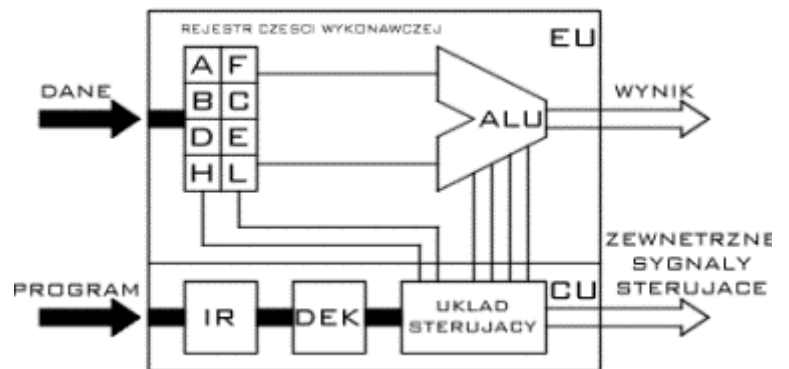 REJESTR CZESCI WYKONAWCZEJ
EU
A F
B C
D E
H L
DANE
ALU
WYNIK
PROGRAM
IR
DEK
UKLAD
STERUJACY
CU
ZEWNETRZNE
SYGNALY
STERUJACE